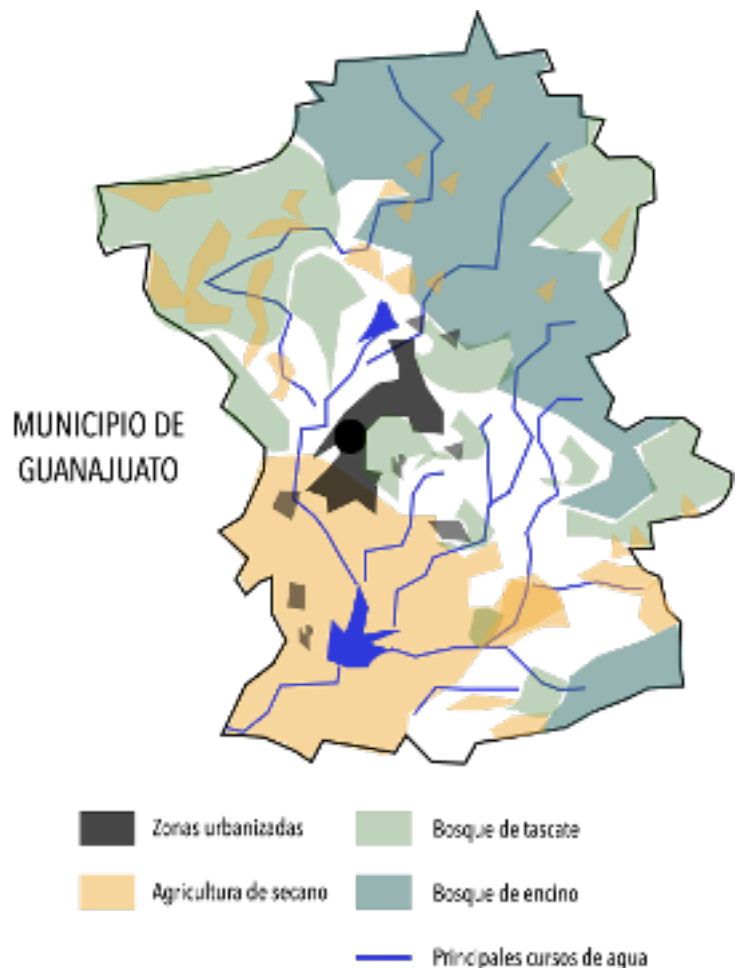 MUNICIPIO DE
GUANAJUATO
Zonas urbanizadas
Bosque de tascate
Agricultura de secano
Bosque de encino
Principales cursos de agua